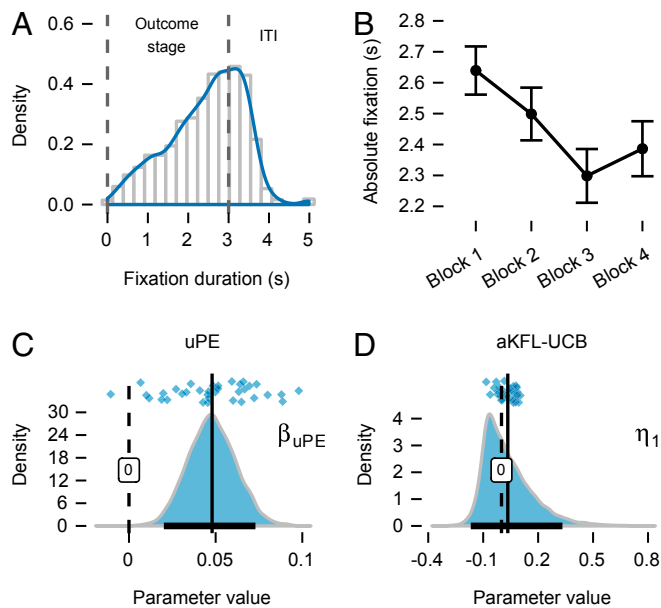 A
Outcome
stage
ITI
0.6
0.4
0.2
0.0
Density
0 1 2 3 4 5
Fixation duration (s)
B
2.8
2.7
2.6
2.5
2.4
2.3
2.2
Absolute fixation (s)
Block 1
Block 2
Block 3
Block 4
C
uPE
30
24
18
12
6
0
Density
0
βuPE
0 0.05 0.1
Parameter value
D
aKFL-UCB
4
3
2
1
0
Density
0
η1
-0.4 -0.1 0.2 0.5 0.8
Parameter value